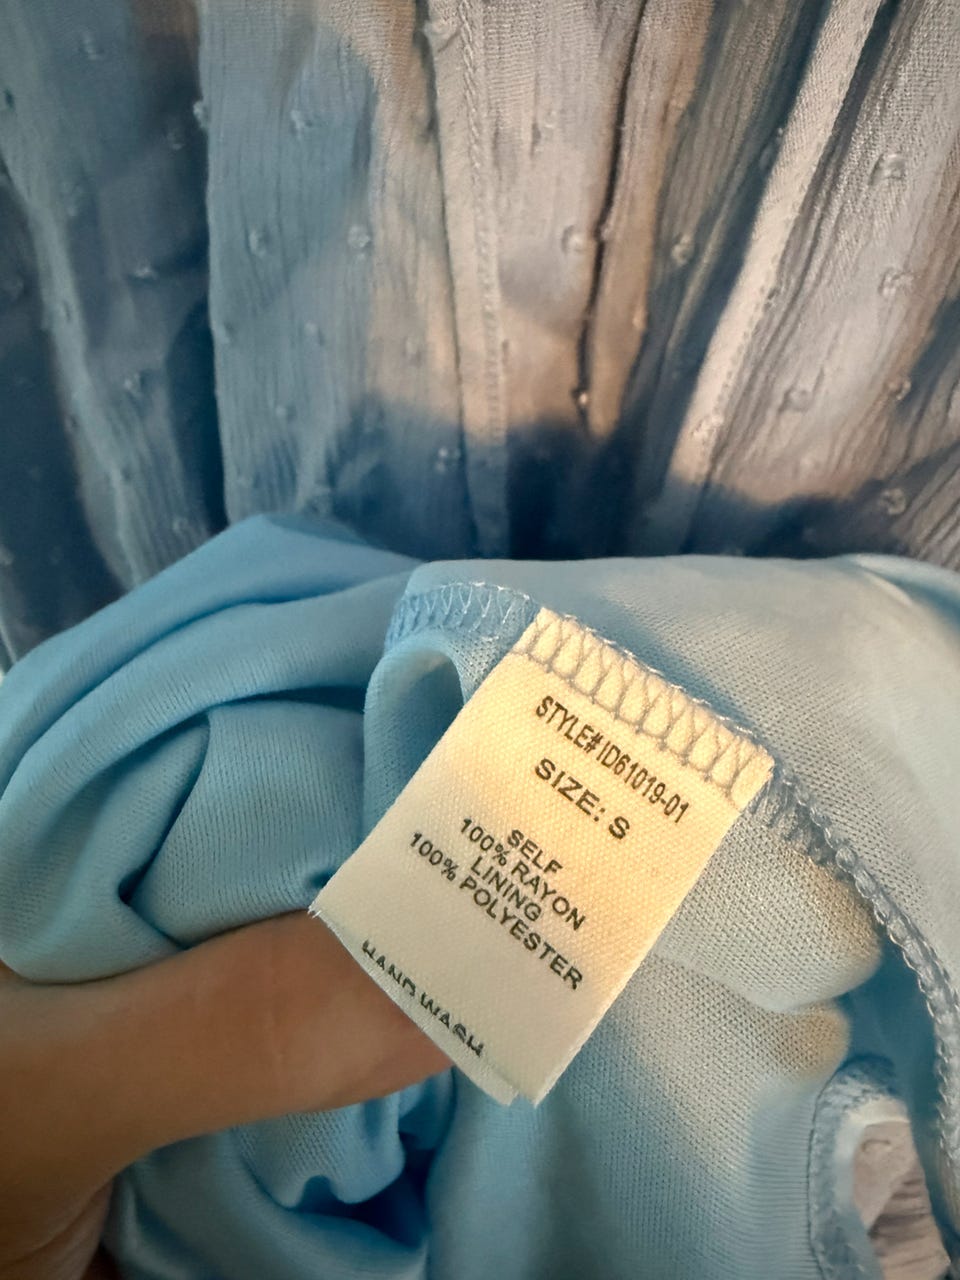 STYLE# ID61019-01
SIZE: S
SELF
100% RAYON
LINING
100% POLYESTER
HAND WASH